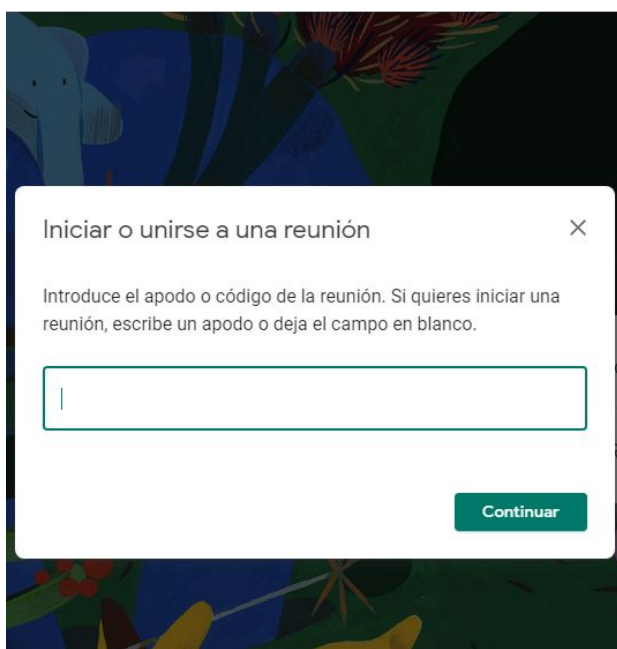 Iniciar o unirse a una reunión
Introduce el apodo o código de la reunión. Si quieres iniciar una
reunión, escribe un apodo o deja el campo en blanco.
Continuar